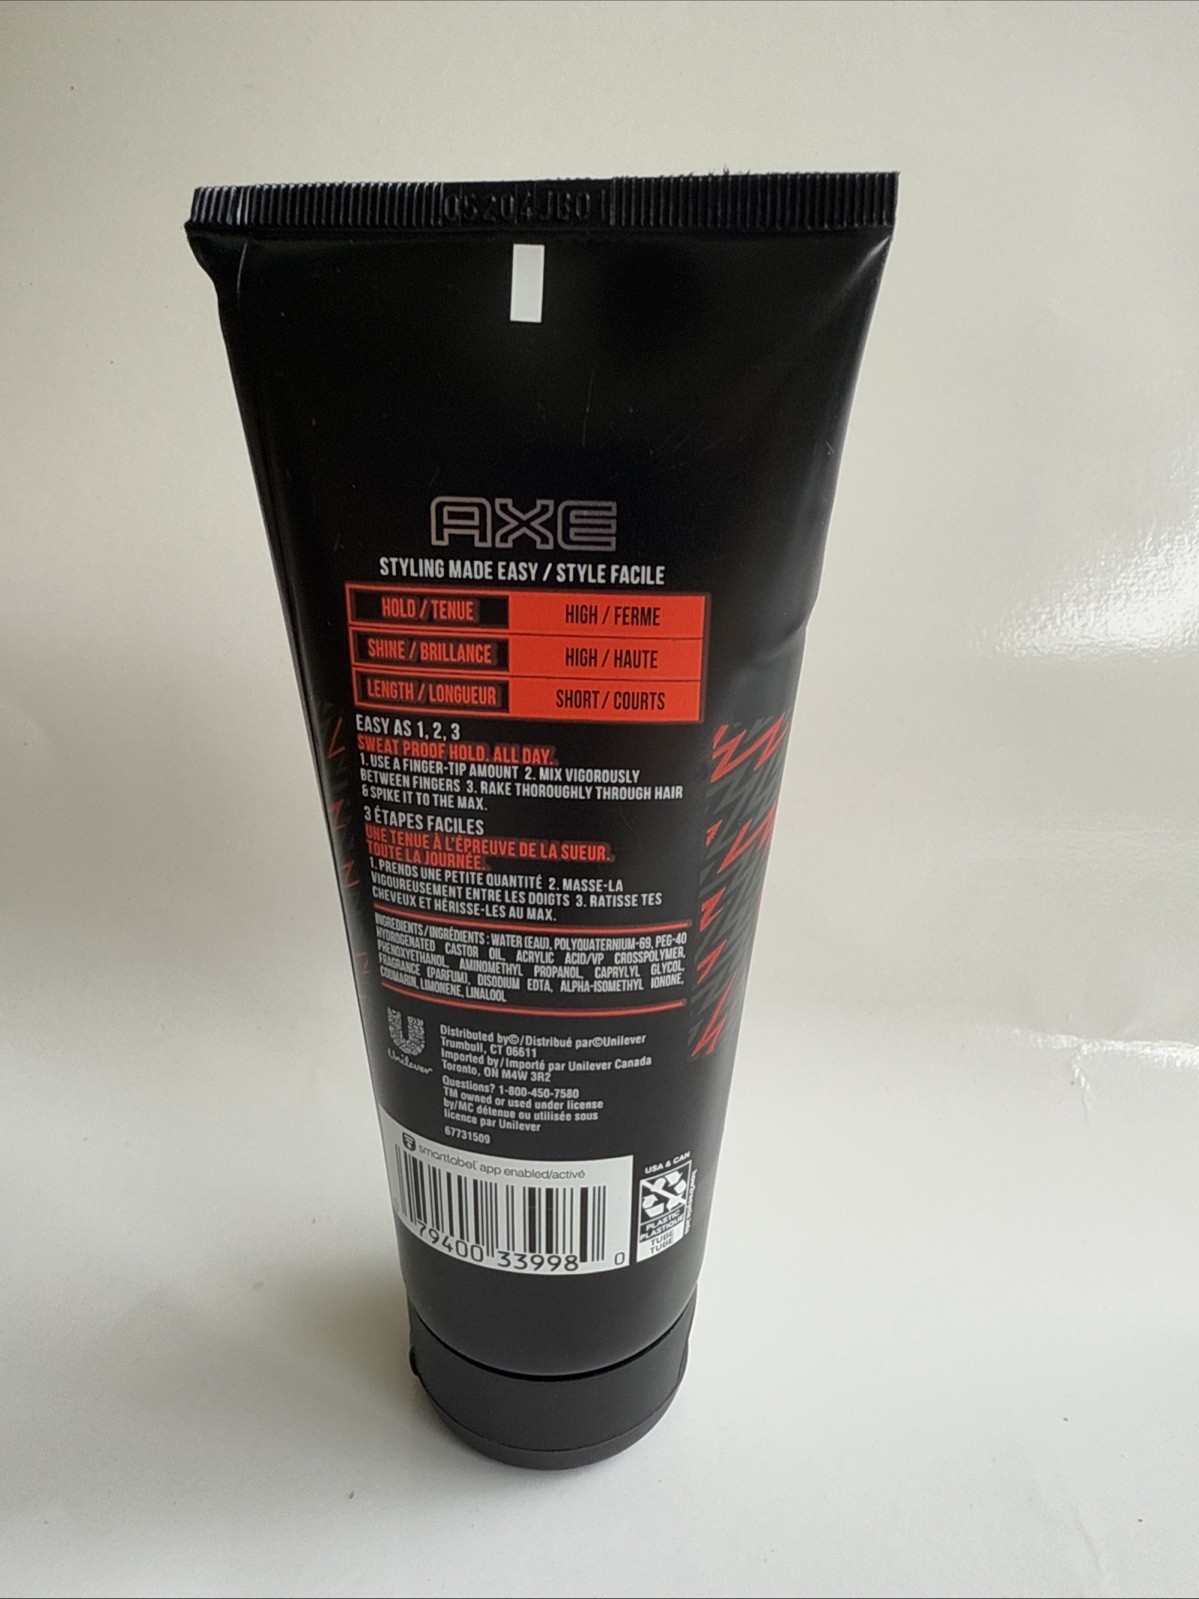 05204JG01
AXE
STYLING MADE EASY / STYLE FACILE
HOLD / TENUE HIGH / FERME
SHINE / BRILLANCE HIGH / HAUTE
LENGTH / LONGUEUR SHORT / COURTS
EASY AS 1, 2, 3
SWEAT PROOF HOLD. ALL DAY.
1. USE A FINGER-TIP AMOUNT 2. MIX VIGOROUSLY
BETWEEN FINGERS 3. RAKE THOROUGHLY THROUGH HAIR
& SPIKE IT TO THE MAX.
3 ÉTAPES FACILES
UNE TENUE À L'ÉPREUVE DE LA SUEUR.
TOUTE LA JOURNÉE.
1. PRENDS UNE PETITE QUANTITÉ 2. MASSE-LA
VIGOUREUSEMENT ENTRE LES DOIGTS 3. RATISSE TES
CHEVEUX ET HÉRISSE-LES AU MAX.
INGREDIENTS/INGRÉDIENTS : WATER (EAU), POLYQUATERNIUM-69, PEG-40
HYDROGENATED CASTOR OIL, ACRYLIC ACID/VP CROSSPOLYMER,
PHENOXYETHANOL, AMINOMETHYL PROPANOL, CAPRYLYL GLYCOL,
FRAGRANCE (PARFUM), DISODIUM EDTA, ALPHA-ISOMETHYL IONONE,
COUMARIN, LIMONENE, LINALOOL
Unilever
Distributed by©/Distribué par©Unilever
Trumbull, CT 06611
Imported by/Importé par Unilever Canada
Toronto, ON M4W 3R2
Questions? 1-800-450-7580
TM owned or used under license
by/MC détenue ou utilisée sous
licence par Unilever
67731509
smartlabel app enabled/activé
79400 33998 0
USA & CAN
PLASTIC
PLASTIQUE
TUBE
TUBE